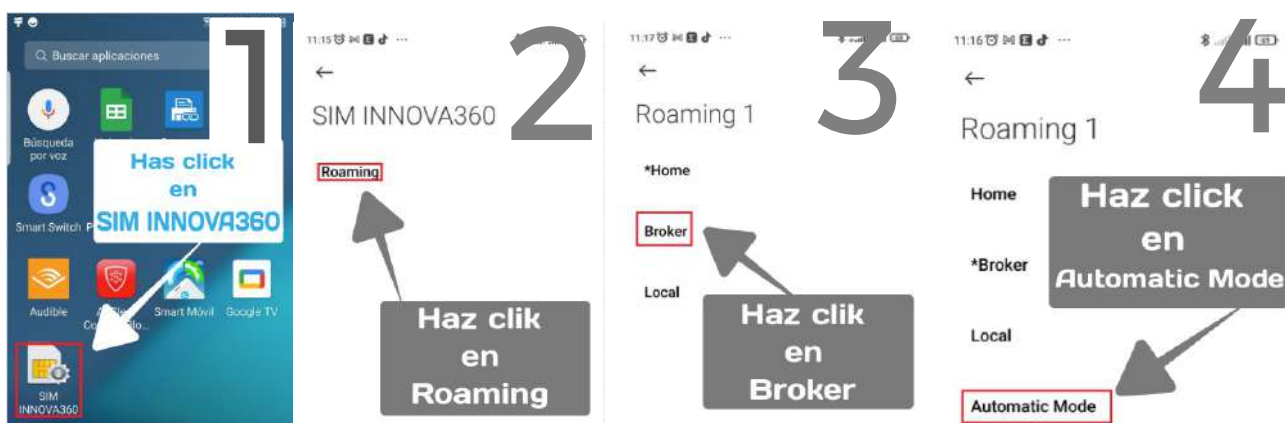 1
Buscar aplicaciones
Búsqueda
por voz
Has click
en
SIM INNOVA360
Smart Switch
Audible
Smart Móvil
Google TV
SIM
INNOVA360
2
11:15
SIM INNOVA360
Roaming
Haz clik
en
Roaming
3
11:17
Roaming 1
*Home
Broker
Local
Haz clik
en
Broker
4
11:16
Roaming 1
Home
*Broker
Local
Automatic Mode
Haz click
en
Automatic Mode